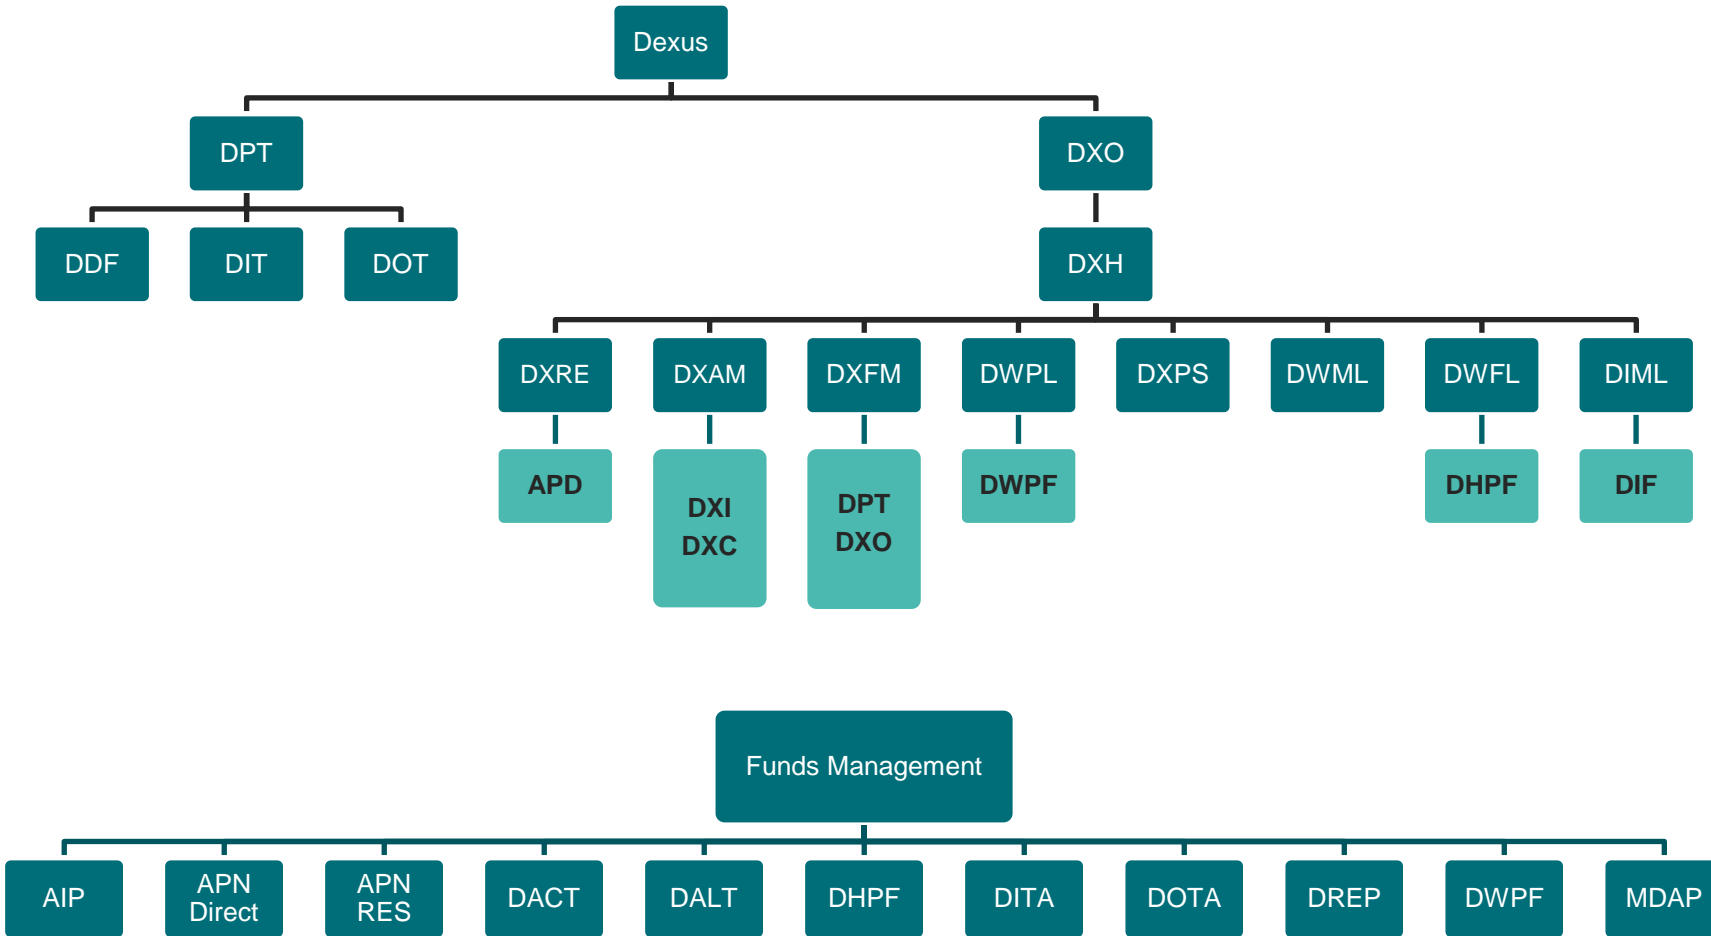 Dexus
DPT
DXO
DDF
DIT
DOT
DXH
DXRE
DXAM
DXFM
DWPL
DXPS
DWML
DWFL
DIML
APD
DXI
DXC
DPT
DXO
DWPF
DHPF
DIF
Funds Management
AIP
APN
Direct
APN
RES
DACT
DALT
DHPF
DITA
DOTA
DREP
DWPF
MDAP